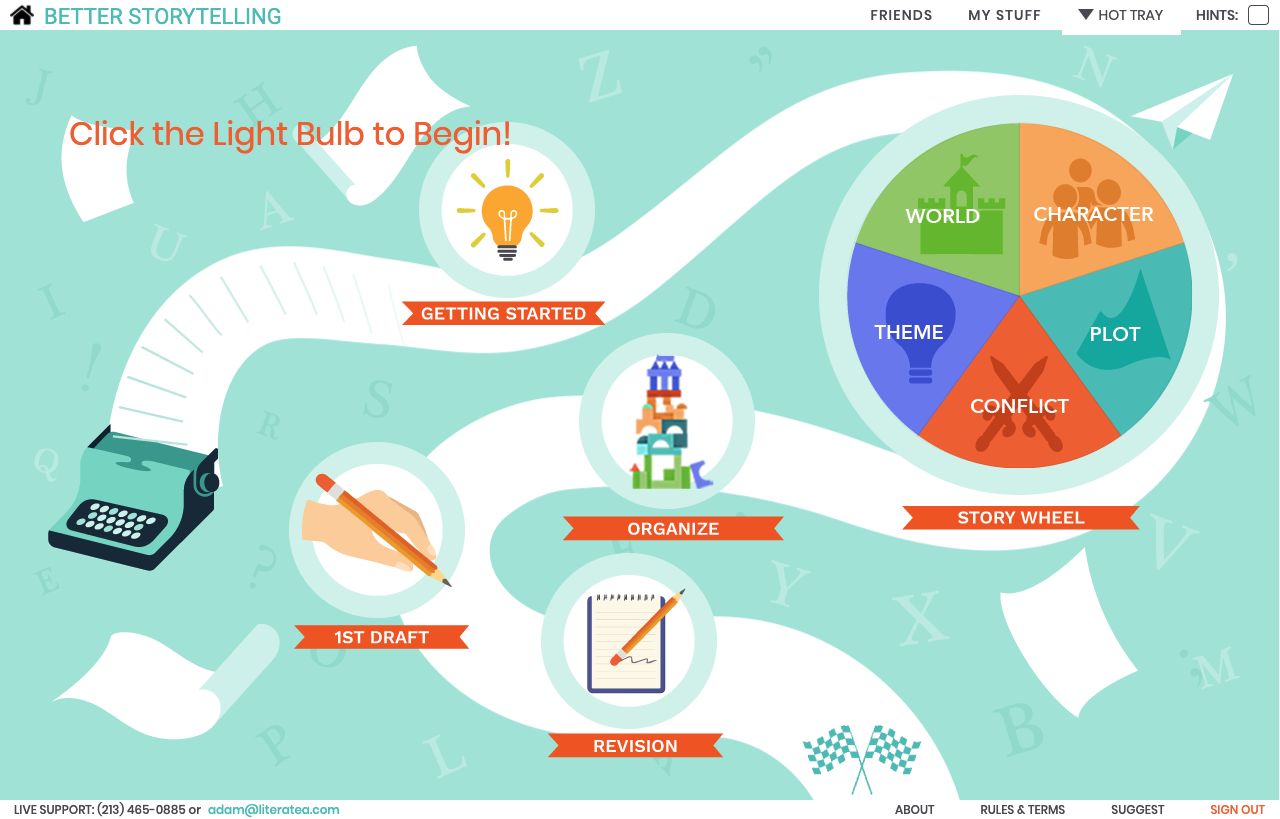 BETTER STORYTELLING
FRIENDS
MY STUFF
HOT TRAY
HINTS:
J
H
Z
”
N
Click the Light Bulb to Begin!
A
U
WORLD
CHARACTER
,
I
D
GETTING STARTED
THEME
PLOT
!
S
W
CONFLICT
R
Q
STORY WHEEL
ORGANIZE
V
E
?
Y
X
1ST DRAFT
O
;
M
P
B
L
REVISION
LIVE SUPPORT: (213) 465-0885 or adam@literatea.com
ABOUT
RULES & TERMS
SUGGEST
SIGN OUT